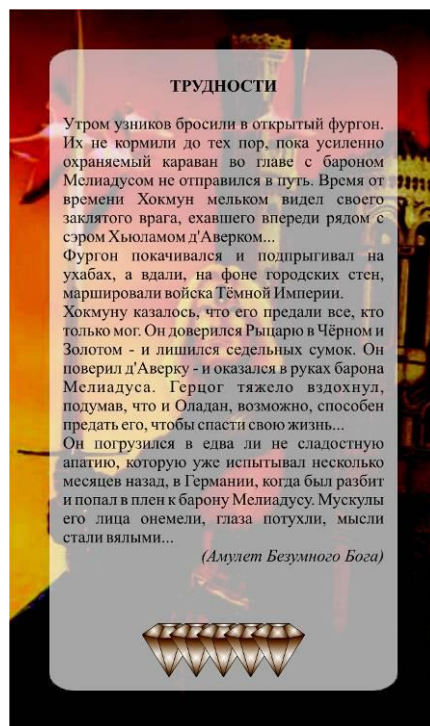 ТРУДНОСТИ
Утром узников бросили в открытый фургон.
Их не кормили до тех пор, пока усиленно
охраняемый караван во главе с бароном
Мелиадусом не отправился в путь. Время от
времени Хокмун мельком видел своего
заклятого врага, ехавшего впереди рядом с
сэром Хьюламом д'Аверком...
Фургон покачивался и подпрыгивал на
ухабах, а вдали, на фоне городских стен,
маршировали войска Тёмной Империи.
Хокмуну казалось, что его предали все, кто
только мог. Он доверился Рыцарю в Чёрном и
Золотом - и лишился седельных сумок. Он
поверил д'Аверку - и оказался в руках барона
Мелиадуса. Герцог тяжело вздохнул,
подумав, что и Оладан, возможно, способен
предать его, чтобы спасти свою жизнь...
Он погрузился в едва ли не сладостную
апатию, которую уже испытывал несколько
месяцев назад, в Германии, когда был разбит
и попал в плен к барону Мелиадусу. Мускулы
его лица онемели, глаза потухли, мысли
стали вялыми...
(Амулет Безумного Бога)